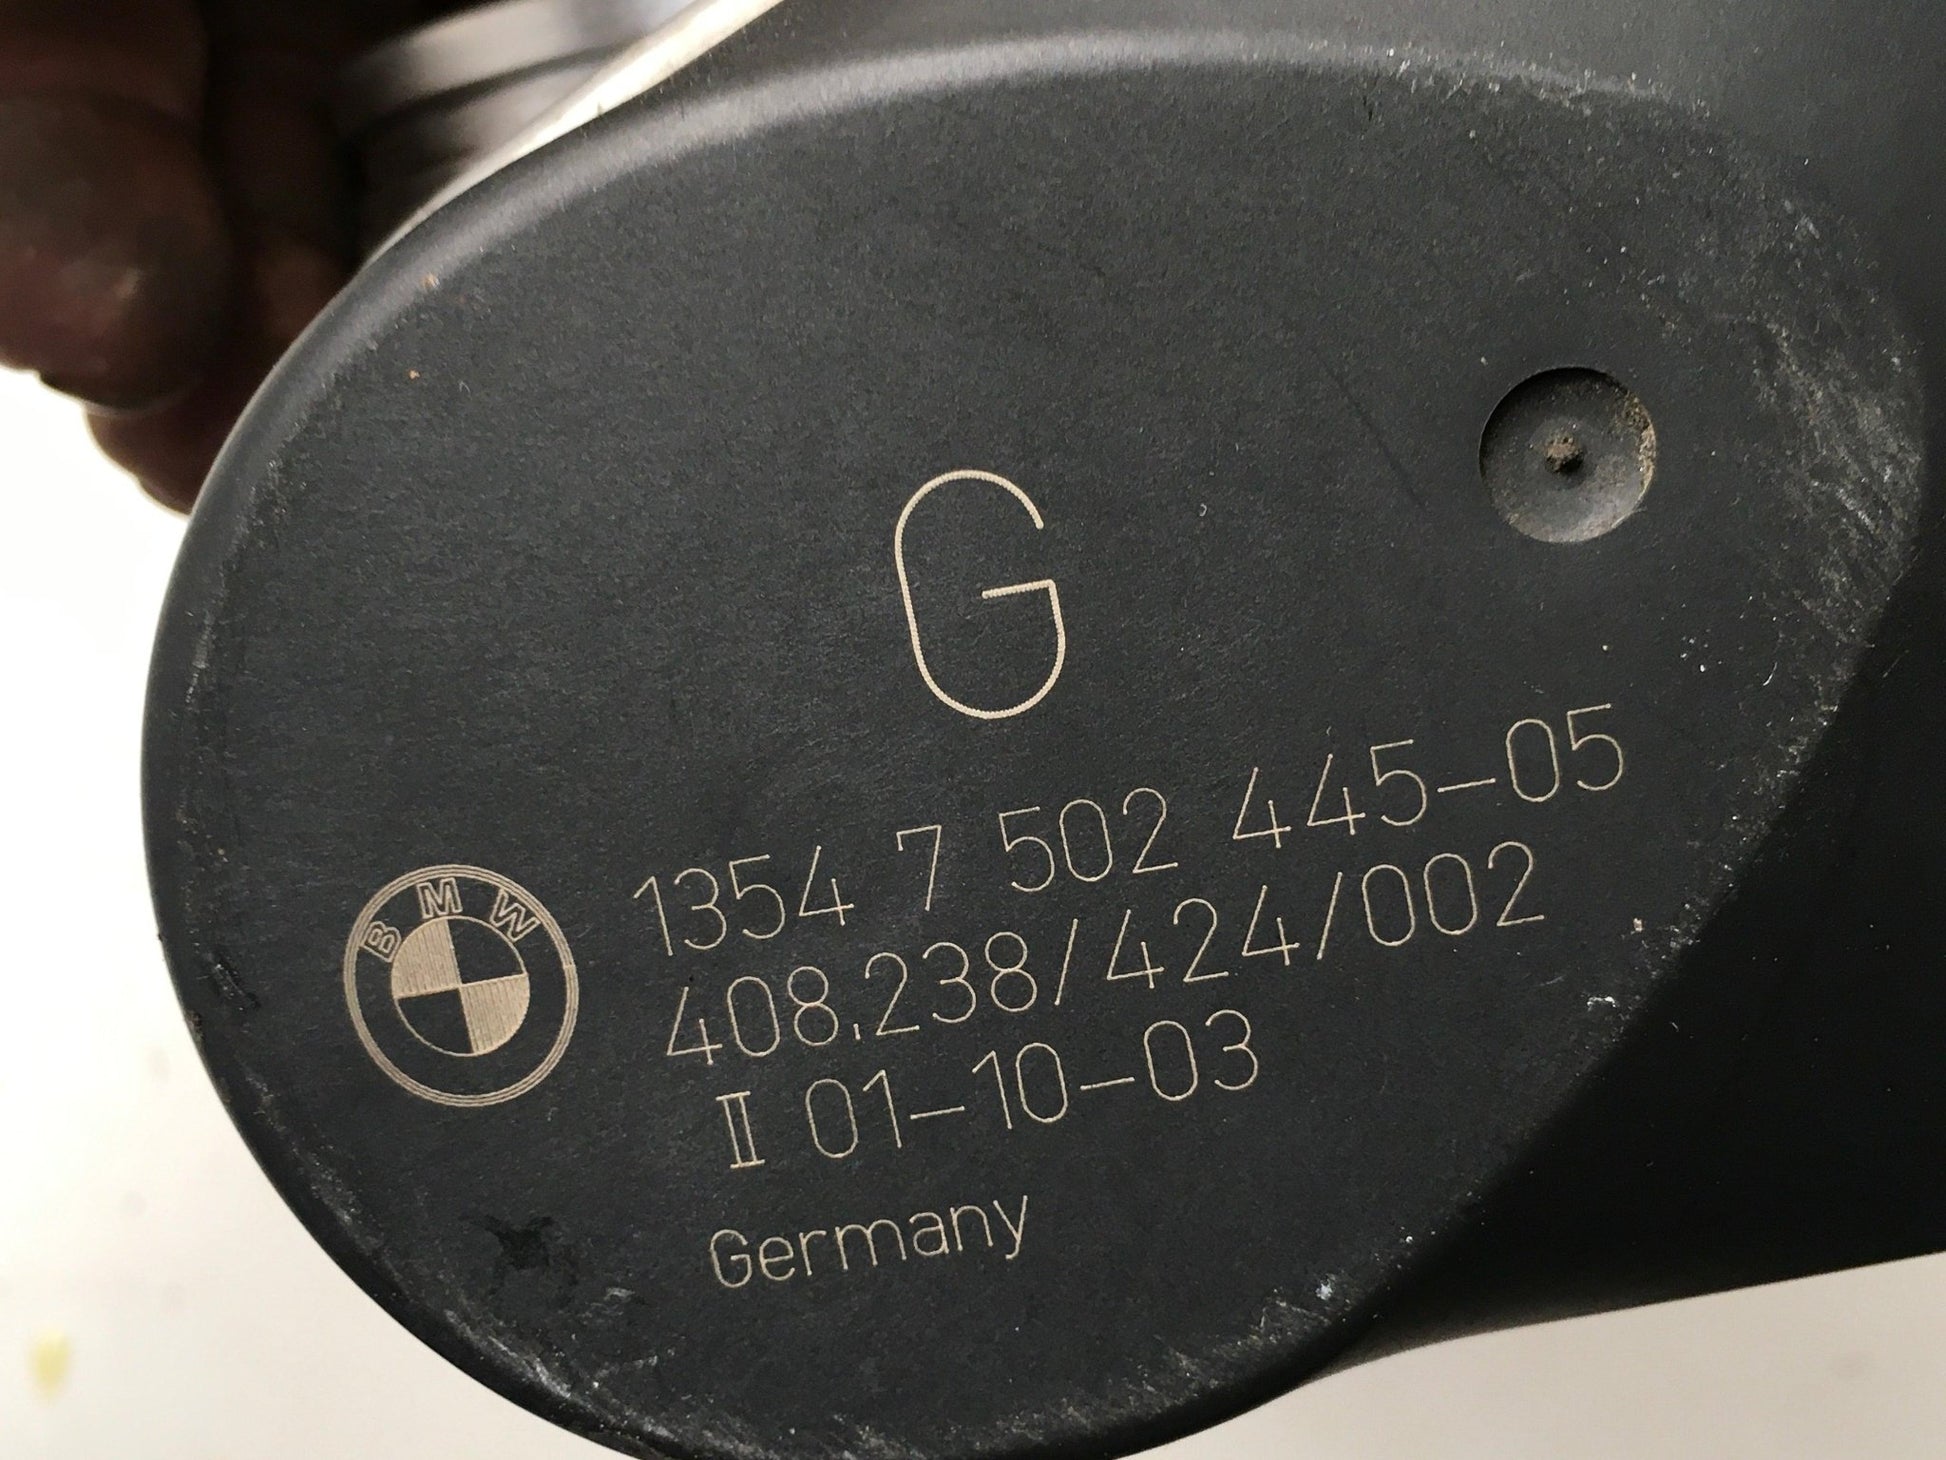 G
BMW
1354 7 502 445-05
408.238/424/002
II 01-10-03
Germany